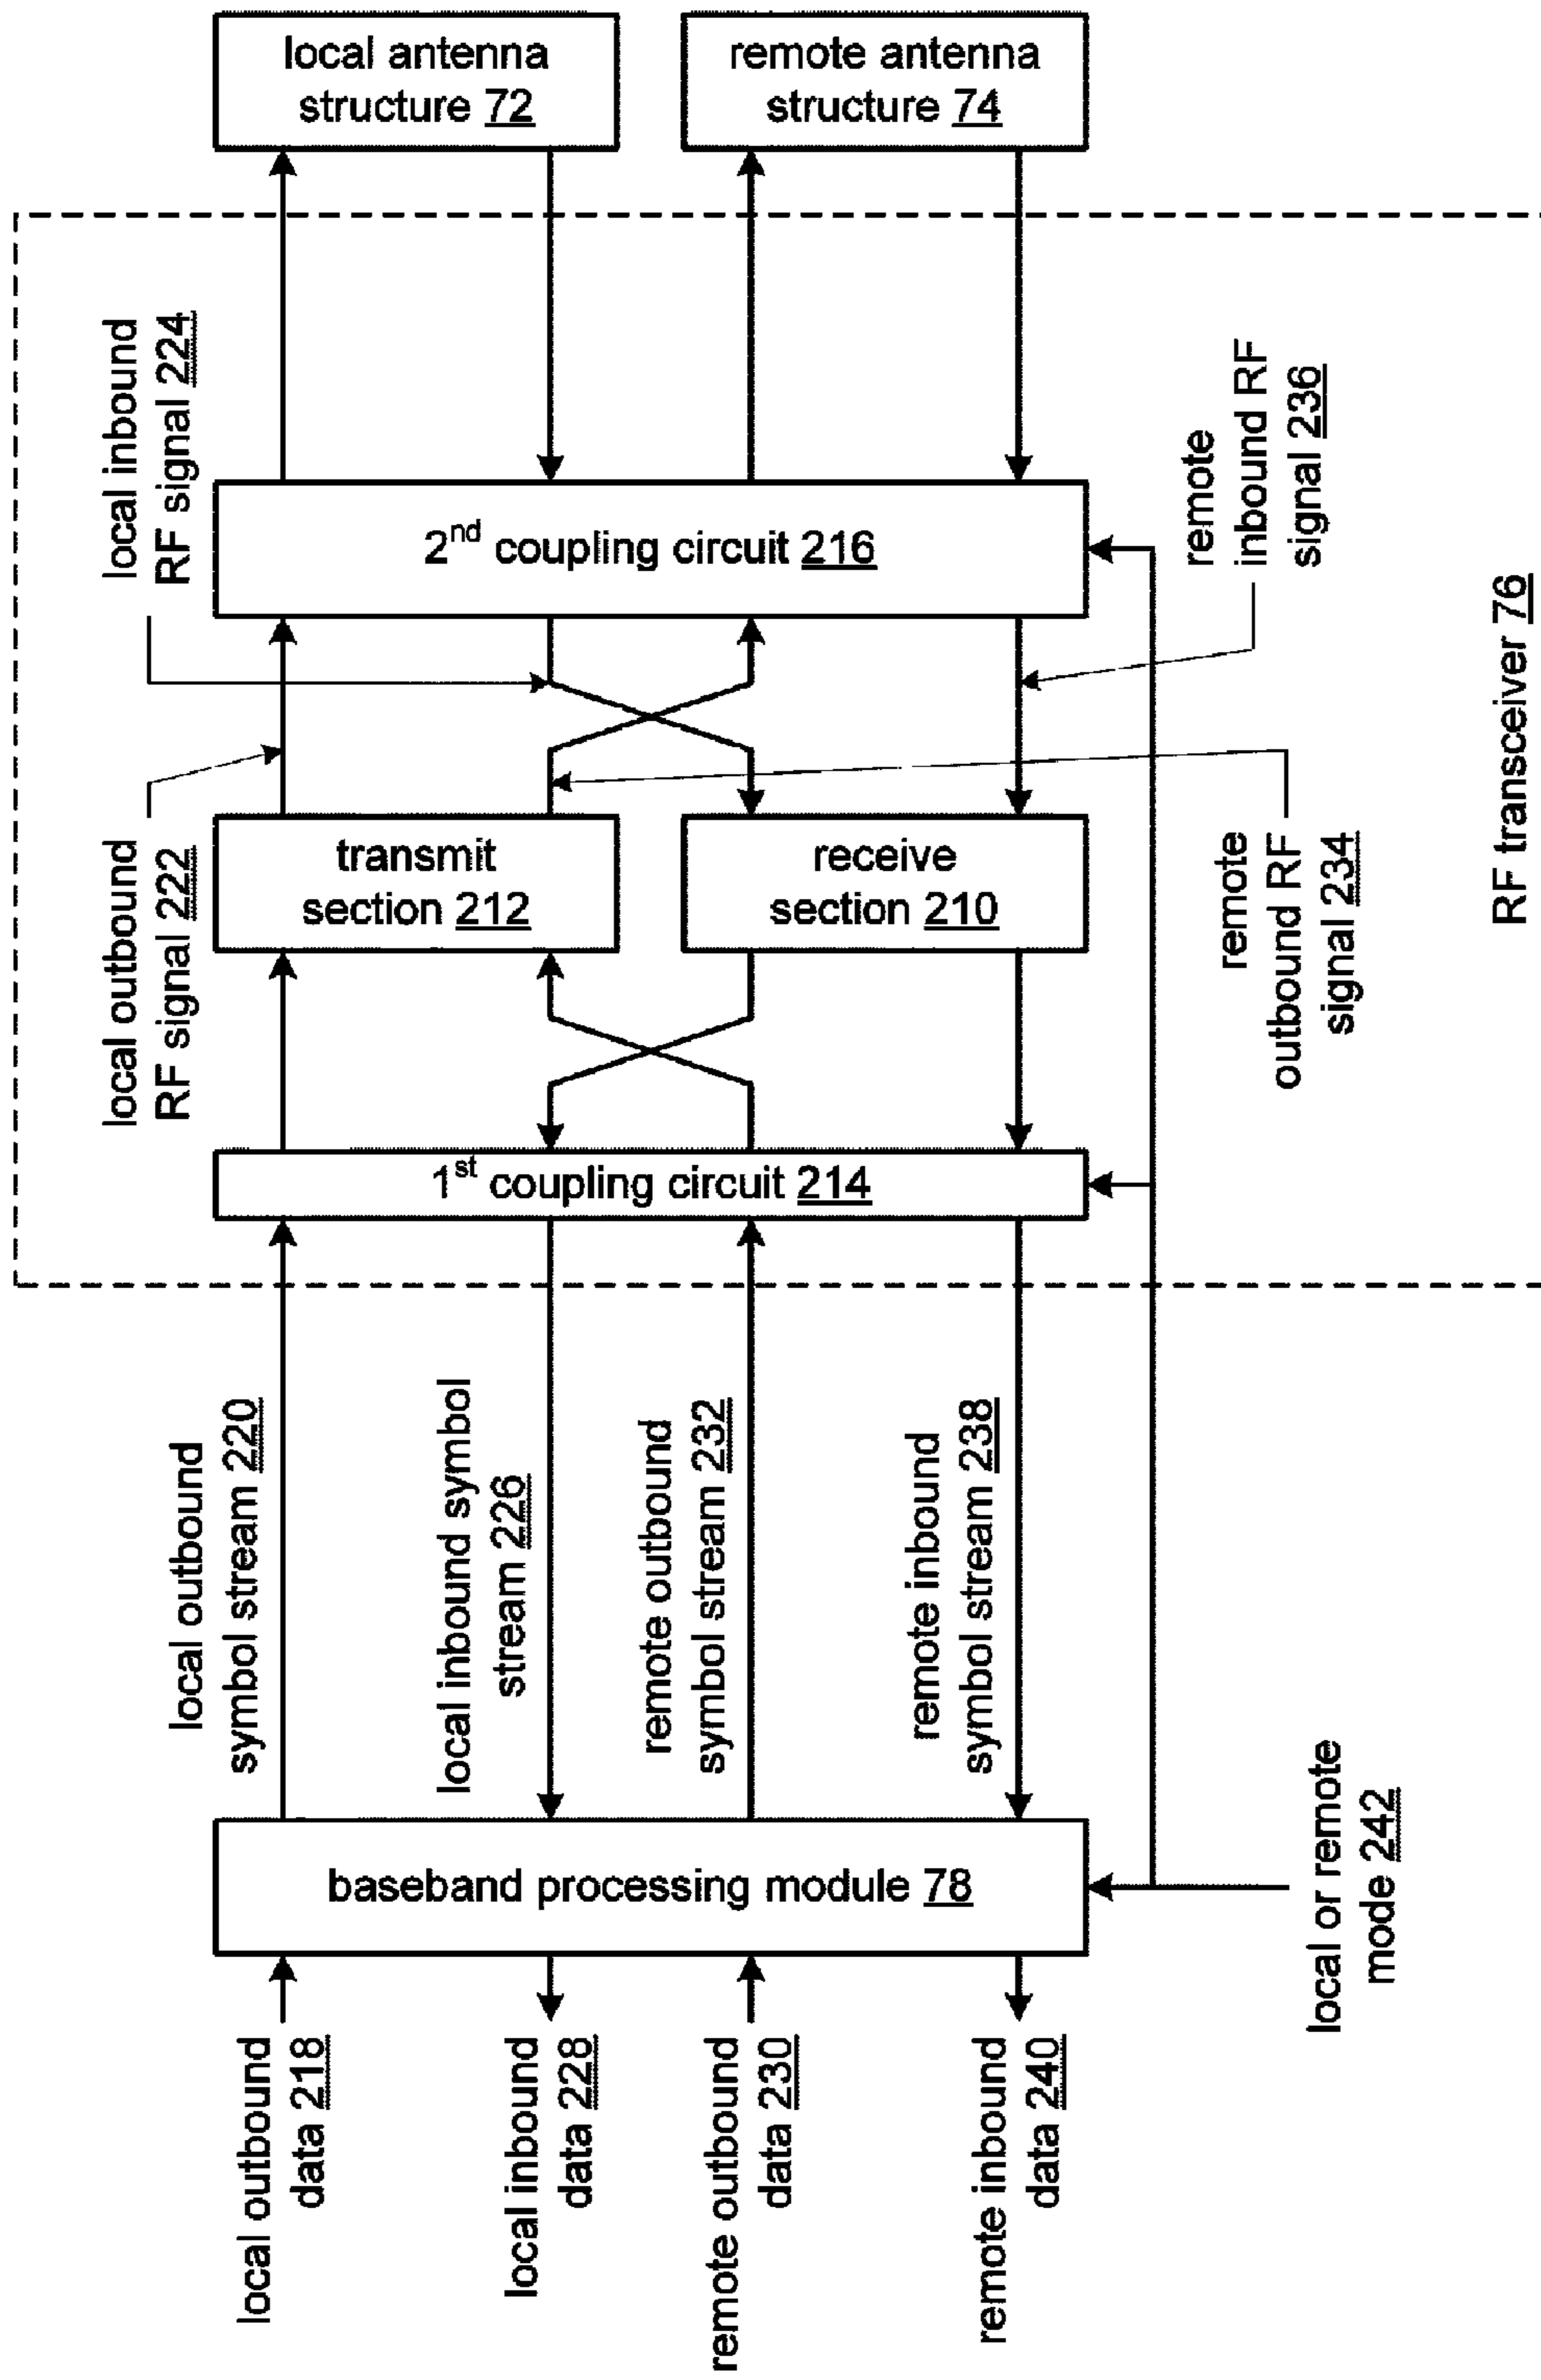 local antenna
structure 72
remote antenna
structure 74
local inbound
RF signal 224
2nd coupling circuit 216
remote
inbound RF
signal 236
local outbound
RF signal 222
transmit
section 212
receive
section 210
remote
outbound RF
signal 234
RF transceiver 76
1st coupling circuit 214
local outbound
symbol stream 220
local inbound symbol
stream 226
remote outbound
symbol stream 232
remote inbound
symbol stream 238
baseband processing module 78
local or remote
mode 242
local outbound
data 218
local inbound
data 228
remote outbound
data 230
remote inbound
data 240